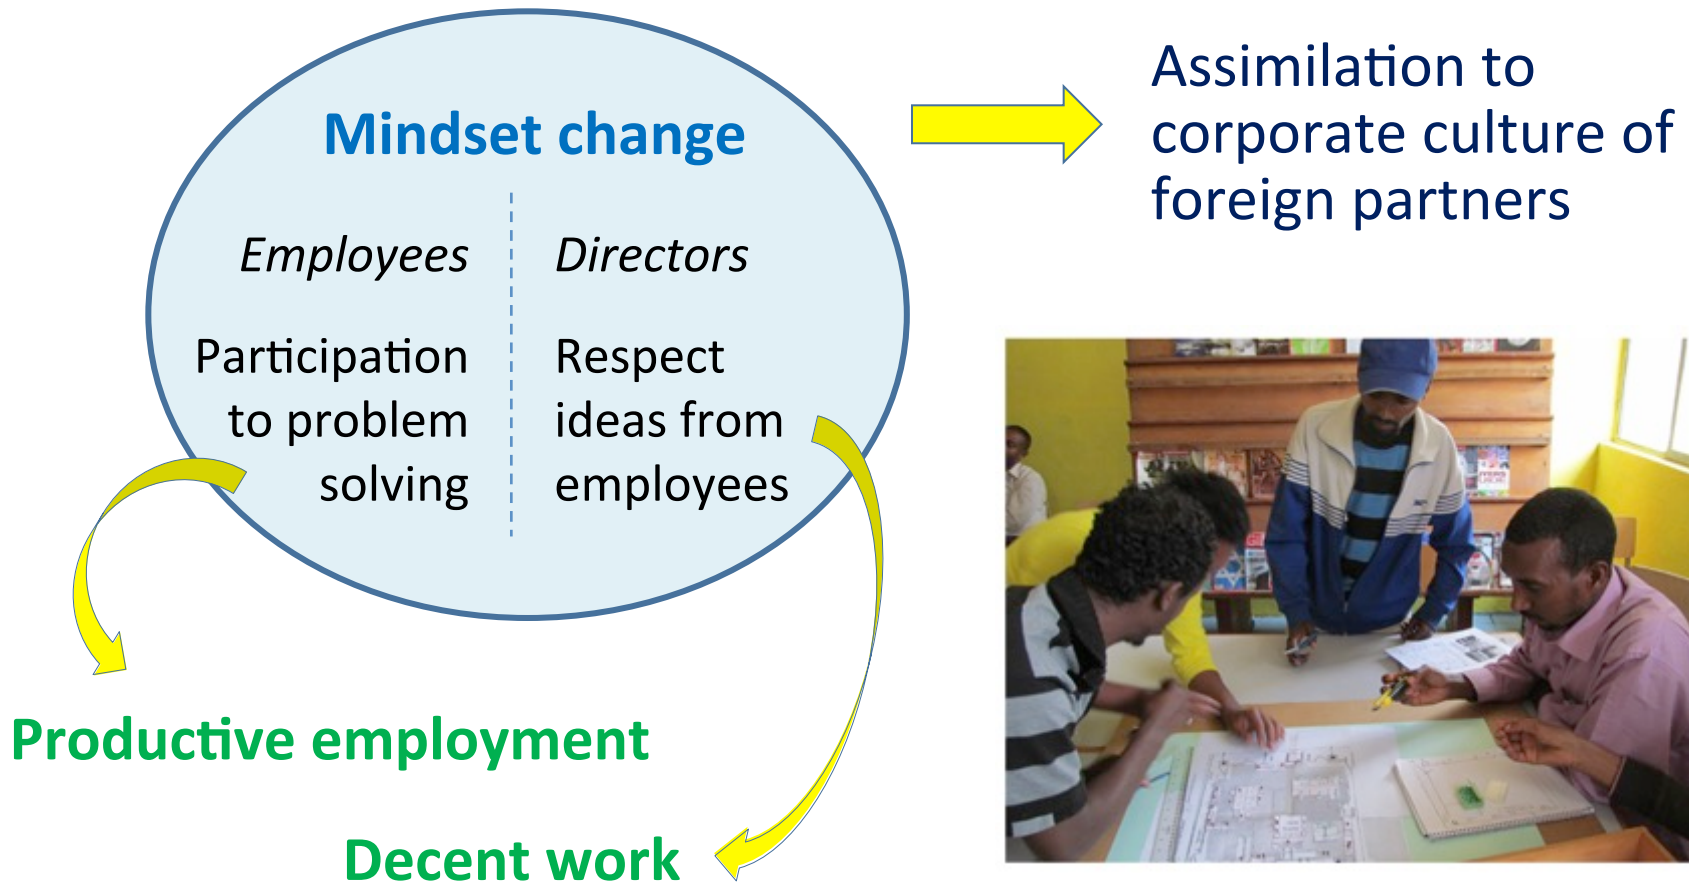 Mindset change
Employees
Participation
to problem
solving
Directors
Respect
ideas from
employees
Assimilation to
corporate culture of
foreign partners
Productive employment
Decent work